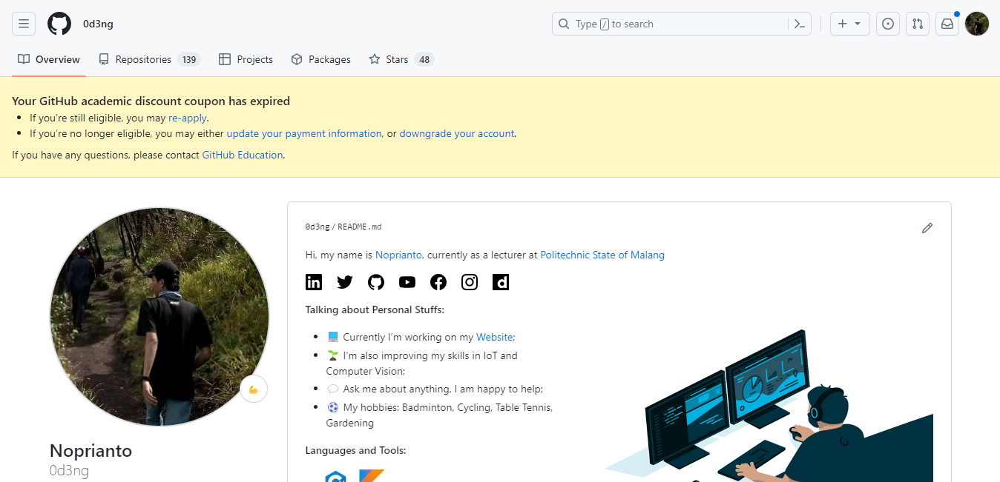 0d3ng
Type / to search
Overview
Repositories 139
Projects
Packages
Stars 48
Your GitHub academic discount coupon has expired
If you're still eligible, you may re-apply.
If you're no longer eligible, you may either update your payment information, or downgrade your account.
If you have any questions, please contact GitHub Education.
0d3ng/README.md
Hi, my name is Noprianto, currently as a lecturer at Politechnic State of Malang
Talking about Personal Stuffs:
Currently I'm working on my Website;
I'm also improving my skills in IoT and
Computer Vision;
Ask me about anything, I am happy to help;
My hobbies: Badminton, Cycling, Table Tennis,
Gardening
Languages and Tools:
Noprianto
0d3ng